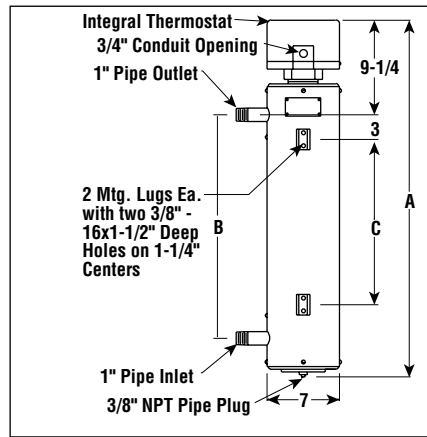 Integral Thermostat
3/4" Conduit Opening
1" Pipe Outlet
9-1/4
3
2 Mtg. Lugs Ea.
with two 3/8" -
16x1-1/2" Deep
Holes on 1-1/4"
Centers
B
C
A
1" Pipe Inlet
3/8" NPT Pipe Plug
7